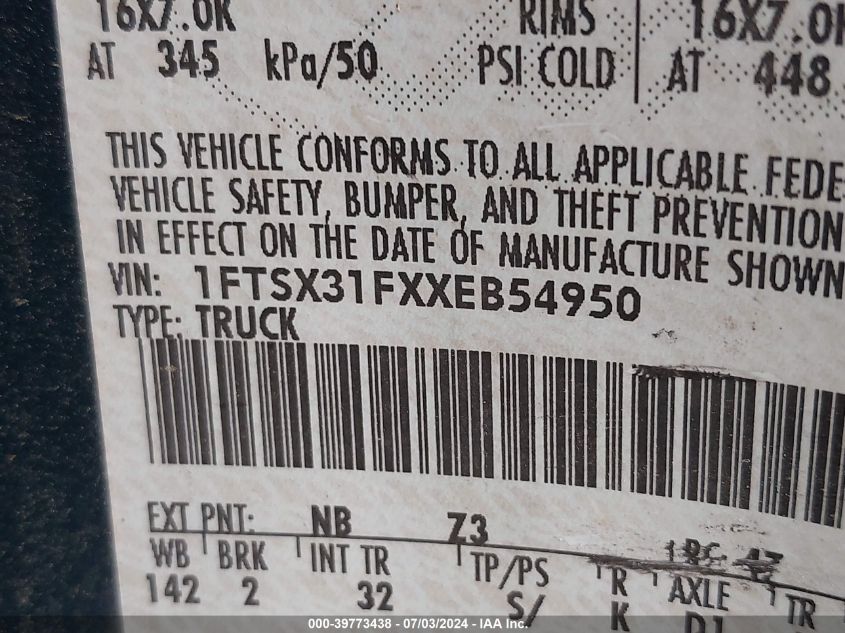 16X7.0K RIMS 16X7.0
AT 345 kPa/50 PSI COLD AT 448
THIS VEHICLE CONFORMS TO ALL APPLICABLE FEDE
VEHICLE SAFETY, BUMPER, AND THEFT PREVENTION
IN EFFECT ON THE DATE OF MANUFACTURE SHOWN
VIN: 1FTSX31FXXEB54950
TYPE: TRUCK
EXT PNT: NB Z3
WB BRK INT TR TP/PS R AXLE TR
142 2 32 S/ K D1
000-39773438 - 07/03/2024 - IAA Inc.